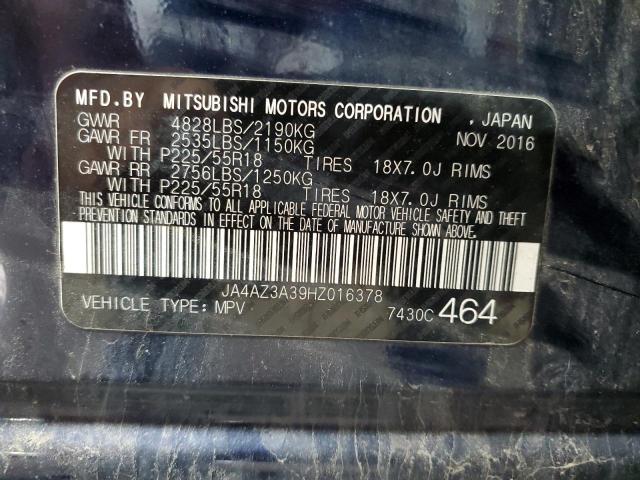 MFD.BY MITSUBISHI MOTORS CORPORATION , JAPAN
GVWR 4828LBS/2190KG NOV 2016
GAWR FR 2535LBS/1150KG
WITH P225/55R18 TIRES 18X7.0J RIMS
GAWR RR 2756LBS/1250KG
WITH P225/55R18 TIRES 18X7.0J RIMS
THIS VEHICLE CONFORMS TO ALL APPLICABLE FEDERAL MOTOR VEHICLE SAFETY AND THEFT
PREVENTION STANDARDS IN EFFECT ON THE DATE OF MANUFACTURE SHOWN ABOVE.
JA4AZ3A39HZ016378
VEHICLE TYPE: MPV 7430C 464